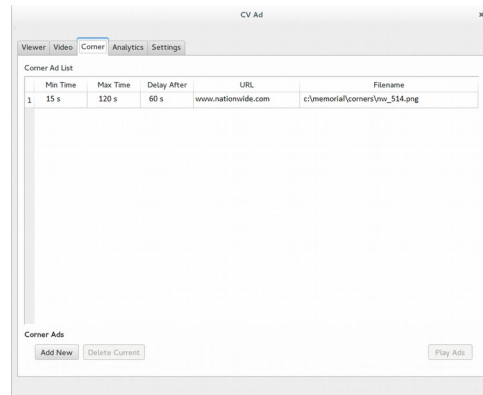 CV Ad ×
Viewer Video Corner Analytics Settings
Corner Ad List
Min Time Max Time Delay After URL Filename
1 15 s 120 s 60 s www.nationwide.com c:\memorial\corners\nw_514.png
Corner Ads
Add New Delete Current Play Ads